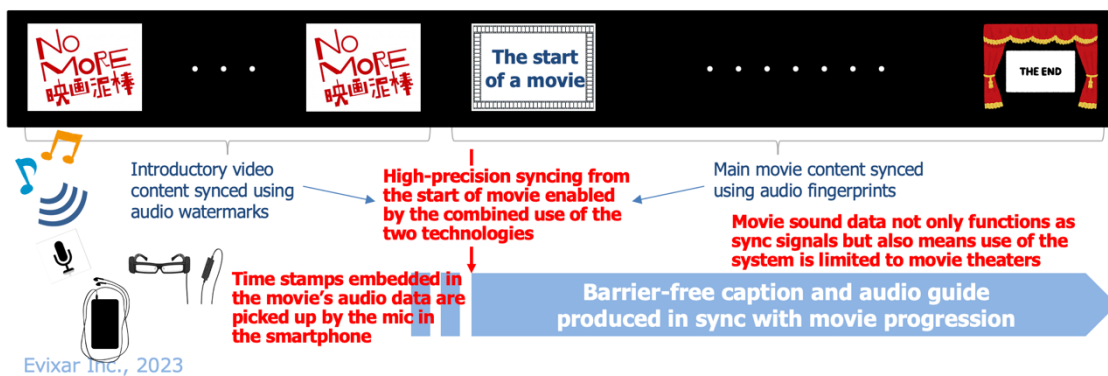 No
MoRE
映画泥棒
No
MoRE
映画泥棒
The start
of a movie
THE END
Introductory video
content synced using
audio watermarks
High-precision syncing from
the start of movie enabled
by the combined use of the
two technologies
Main movie content synced
using audio fingerprints
Movie sound data not only functions as
sync signals but also means use of the
system is limited to movie theaters
Time stamps embedded in
the movie's audio data are
picked up by the mic in
the smartphone
Barrier-free caption and audio guide
produced in sync with movie progression
Evixar Inc., 2023